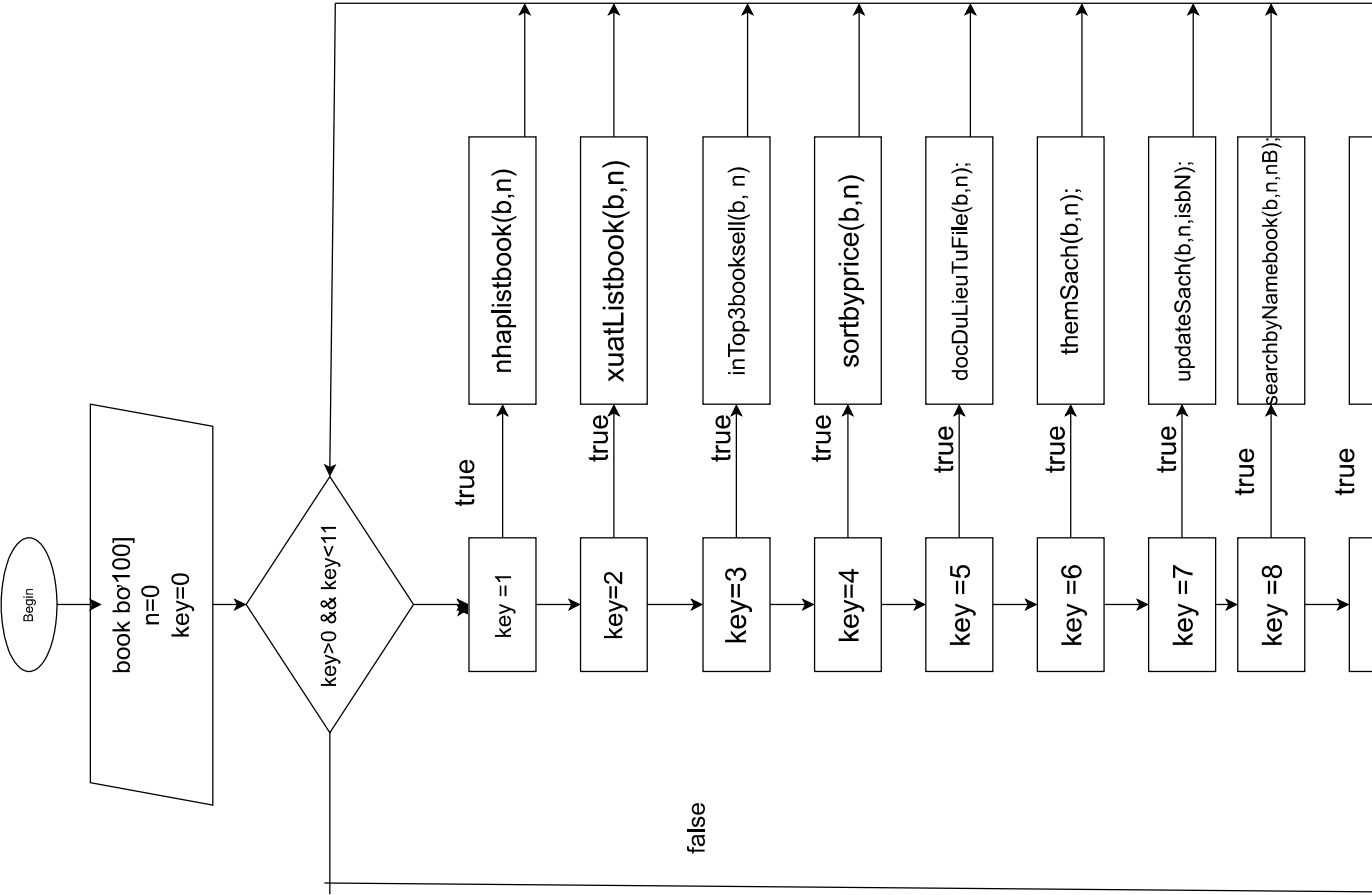 Begin
book bơ100]
n=0
key=0
key>0 && key<11
key =1
true
nhaplistbook(b,n)
key=2
true
xuatListbook(b,n)
key=3
true
inTop3booksell(b, n)
key=4
true
sortbyprice(b,n)
key =5
true
docDuLieuTuFile(b,n);
key =6
true
themSach(b,n);
key =7
true
updateSach(b,n,isbN);
key =8
true
searchbyNamebook(b,n,nB);
true
false